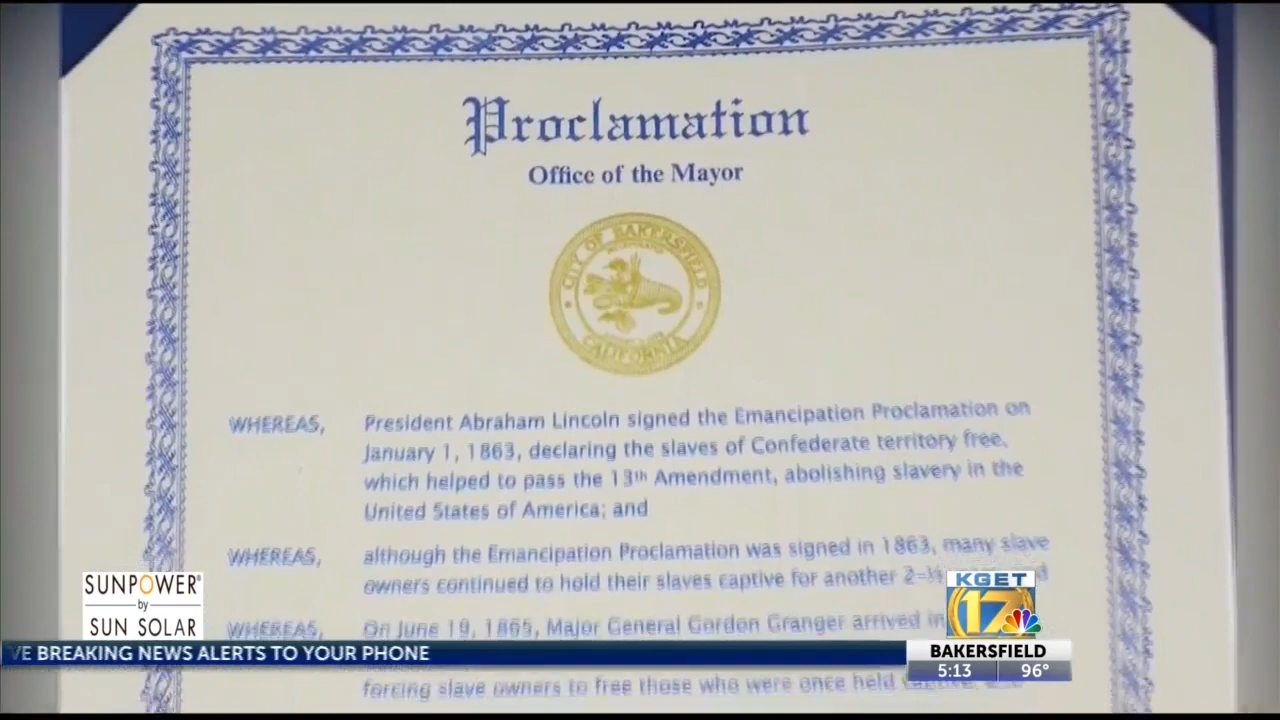 Proclamation
Office of the Mayor
CITY OF BAKERSFIELD
CALIFORNIA
WHEREAS, President Abraham Lincoln signed the Emancipation Proclamation on
January 1, 1863, declaring the slaves of Confederate territory free,
which helped to pass the 13th Amendment, abolishing slavery in the
United States of America; and
WHEREAS, although the Emancipation Proclamation was signed in 1863, many slave
owners continued to hold their slaves captive for another 2-½
WHEREAS, On June 19, 1865, Major General Gordon Granger arrived in
forcing slave owners to free those who were once held
SUNPOWER®
by
SUN SOLAR
VE BREAKING NEWS ALERTS TO YOUR PHONE
KGET
17
BAKERSFIELD
5:13 96°